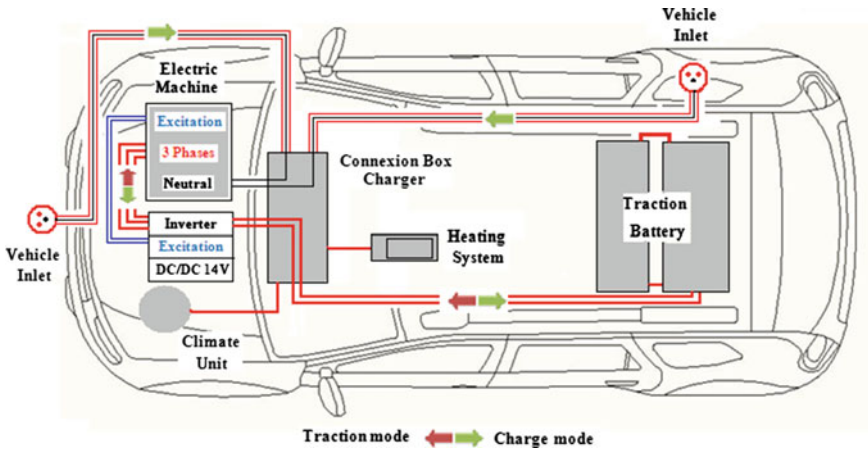 Vehicle
Inlet
Electric
Machine
Excitation
3 Phases
Neutral
Connexion Box
Charger
Inverter
Excitation
DC/DC 14V
Heating
System
Traction
Battery
Vehicle
Inlet
Climate
Unit
Traction mode
Charge mode